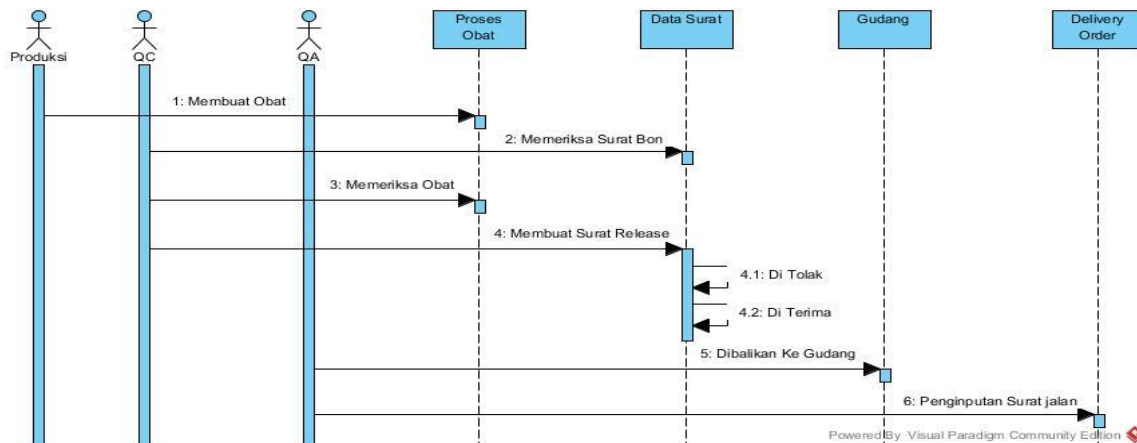 Proses
Obat
Data Surat
Gudang
Delivery
Order
Produksi
QC
QA
1: Membuat Obat
2: Memeriksa Surat Bon
3: Memeriksa Obat
4: Membuat Surat Release
4.1: Di Tolak
4.2: Di Terima
5: Dibalikan Ke Gudang
6: Penginputan Surat jalan
Powered By Visual Paradigm Community Edition